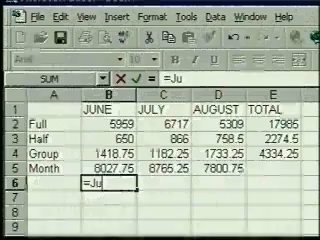 File Edit View Insert Format Tools Data
Arial 10 B I U
SUM =Ju
A B C D E
1 JUNE JULY AUGUST TOTAL
2 Full 5959 6717 5309 17985
3 Half 650 866 758.5 2274.5
4 Group 1418.75 1182.25 1733.25 4334.25
5 Month 8027.75 8765.25 7800.75
6 =Ju
7
8
9